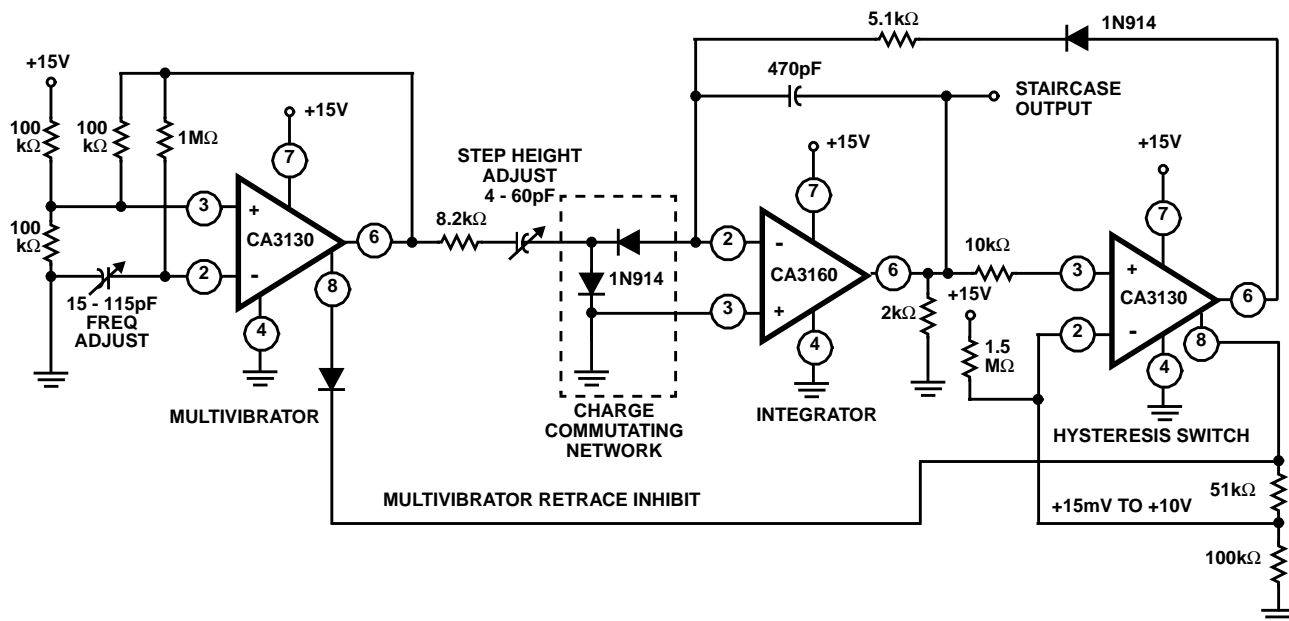 +15V
100
kΩ
100
kΩ
1MΩ
+15V
7
3
+
CA3130
6
100
kΩ
2
-
15 - 115pF
FREQ
ADJUST
8
4
MULTIVIBRATOR
STEP HEIGHT
ADJUST
4 - 60pF
8.2kΩ
1N914
CHARGE
COMMUTATING
NETWORK
5.1kΩ
1N914
470pF
STAIRCASE
OUTPUT
+15V
7
2
-
CA3160
6
3
+
4
2kΩ
INTEGRATOR
10kΩ
+15V
1.5
MΩ
+15V
7
3
+
CA3130
6
2
-
8
4
HYSTERESIS SWITCH
MULTIVIBRATOR RETRACE INHIBIT
+15mV TO +10V
51kΩ
100kΩ